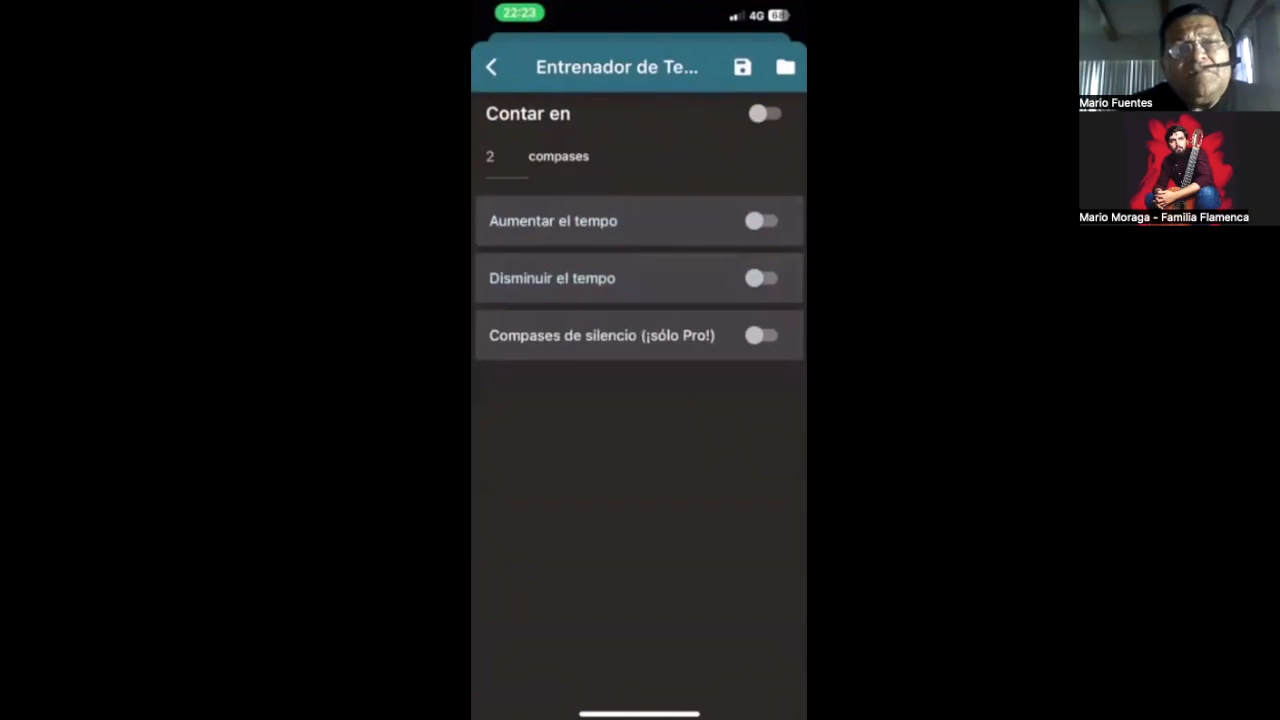 22:23
4G 68
Entrenador de Te...
Contar en
2 compases
Aumentar el tempo
Disminuir el tempo
Compases de silencio (¡sólo Pro!)
Mario Fuentes
Mario Moraga - Familia Flamenca